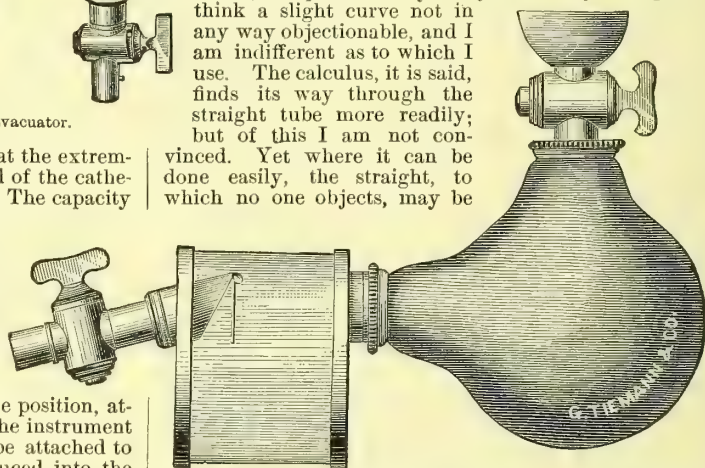 think a slight curve not in
any way objectionable, and I
am indifferent as to which I
use. The calculus, it is said,
finds its way through the
straight tube more readily;
but of this I am not con-
vinced. Yet where it can be
done easily, the straight, to
which no one objects, may be
vacuator.
at the extrem-
d of the cathe-
The capacity
G. TIEMANN & CO.
e position, at-
he instrument
be attached to
uced into the